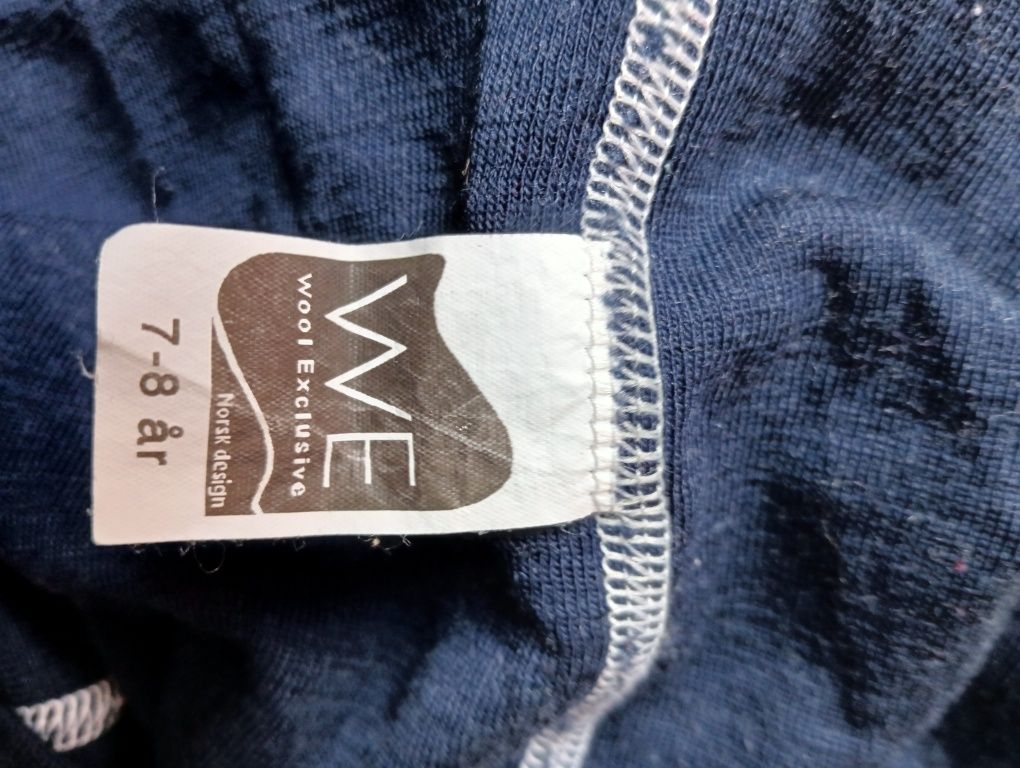 WE
Wool Exclusive
Norsk design
7-8 år